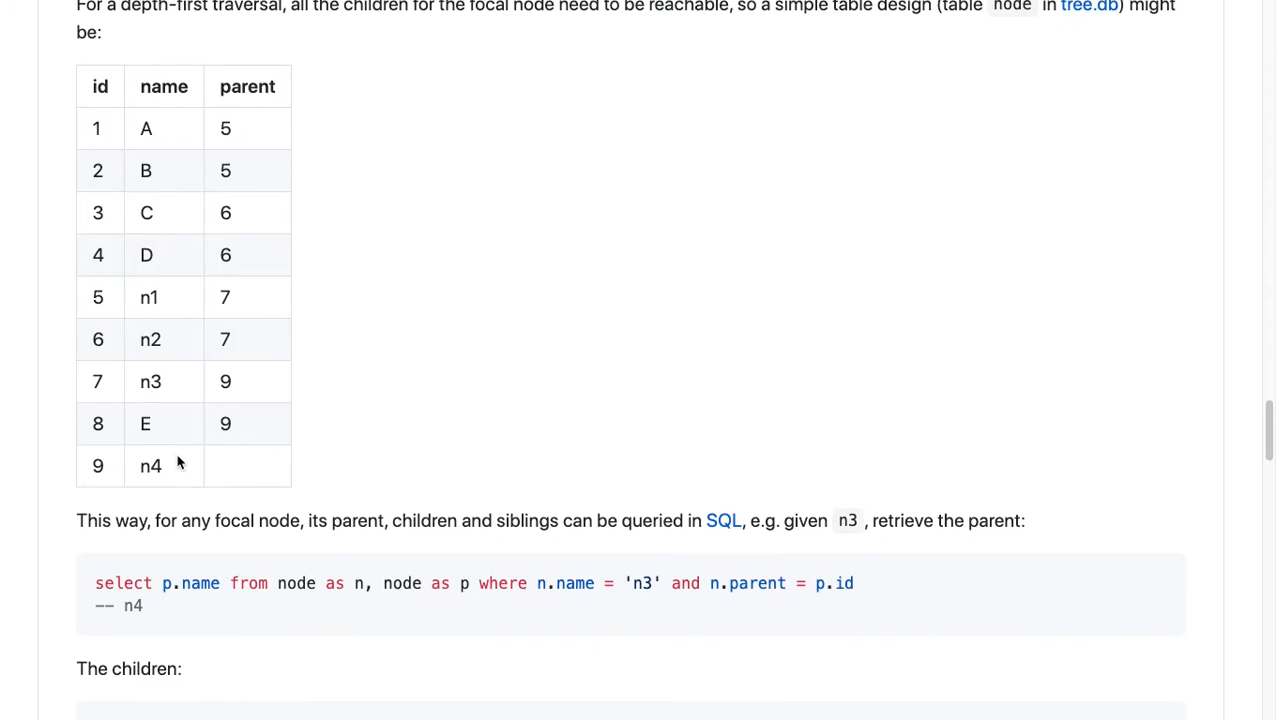 For a depth-first traversal, all the children for the focal node need to be reachable, so a simple table design (table node in tree.db) might
be:
id name parent
1 A 5
2 B 5
3 C 6
4 D 6
5 n1 7
6 n2 7
7 n3 9
8 E 9
9 n4
This way, for any focal node, its parent, children and siblings can be queried in SQL, e.g. given n3, retrieve the parent:
select p.name from node as n, node as p where n.name = 'n3' and n.parent = p.id
-- n4
The children: